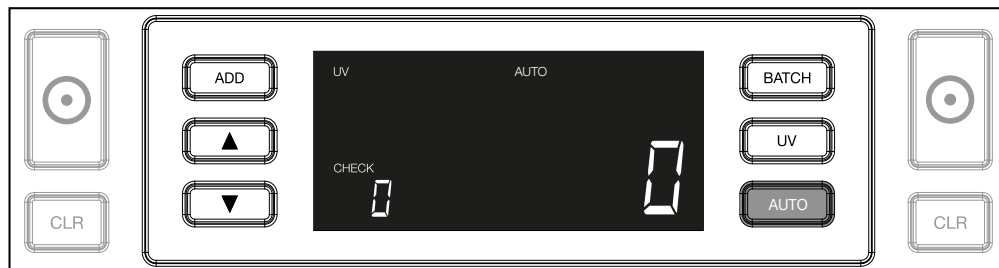 ADD
UV AUTO
BATCH
UV
CHECK
0
0
AUTO
CLR
CLR